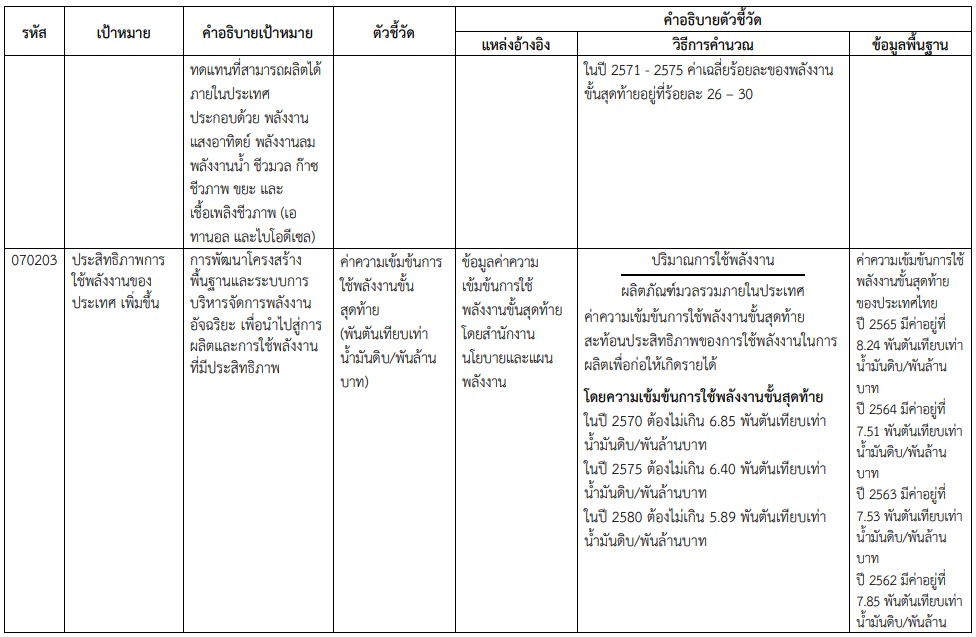 รหัส
เป้าหมาย
คำอธิบายเป้าหมาย
ตัวชี้วัด
คำอธิบายตัวชี้วัด
แหล่งอ้างอิง
วิธีการคำนวณ
ข้อมูลพื้นฐาน
ทดแทนที่สามารถผลิตได้
ภายในประเทศ
ประกอบด้วย พลังงาน
แสงอาทิตย์ พลังงานลม
พลังงานน้ำ ชีวมวล ก๊าซ
ชีวภาพ ขยะ และ
เชื้อเพลิงชีวภาพ (เอ
ทานอล และไบโอดีเซล)
ในปี 2571 - 2575 ค่าเฉลี่ยร้อยละของพลังงาน
ขั้นสุดท้ายอยู่ที่ร้อยละ 26 – 30
070203
ประสิทธิภาพการ
ใช้พลังงานของ
ประเทศ เพิ่มขึ้น
การพัฒนาโครงสร้าง
พื้นฐานและระบบการ
บริหารจัดการพลังงาน
อัจฉริยะ เพื่อนำไปสู่การ
ผลิตและการใช้พลังงาน
ที่มีประสิทธิภาพ
ค่าความเข้มข้นการ
ใช้พลังงานขั้น
สุดท้าย
(พันตันเทียบเท่า
น้ำมันดิบ/พันล้าน
บาท)
ข้อมูลค่าความ
เข้มข้นการใช้
พลังงานขั้นสุดท้าย
โดยสำนักงาน
นโยบายและแผน
พลังงาน
ปริมาณการใช้พลังงาน
ผลิตภัณฑ์มวลรวมภายในประเทศ
ค่าความเข้มข้นการใช้พลังงานขั้นสุดท้าย
สะท้อนประสิทธิภาพของการใช้พลังงานในการ
ผลิตเพื่อก่อให้เกิดรายได้
โดยความเข้มข้นการใช้พลังงานขั้นสุดท้าย
ในปี 2570 ต้องไม่เกิน 6.85 พันตันเทียบเท่า
น้ำมันดิบ/พันล้านบาท
ในปี 2575 ต้องไม่เกิน 6.40 พันตันเทียบเท่า
น้ำมันดิบ/พันล้านบาท
ในปี 2580 ต้องไม่เกิน 5.89 พันตันเทียบเท่า
น้ำมันดิบ/พันล้านบาท
ค่าความเข้มข้นการใช้
พลังงานขั้นสุดท้าย
ของประเทศไทย
ปี 2565 มีค่าอยู่ที่
8.24 พันตันเทียบเท่า
น้ำมันดิบ/พันล้าน
บาท
ปี 2564 มีค่าอยู่ที่
7.51 พันตันเทียบเท่า
น้ำมันดิบ/พันล้าน
บาท
ปี 2563 มีค่าอยู่ที่
7.53 พันตันเทียบเท่า
น้ำมันดิบ/พันล้าน
บาท
ปี 2562 มีค่าอยู่ที่
7.85 พันตันเทียบเท่า
น้ำมันดิบ/พันล้าน